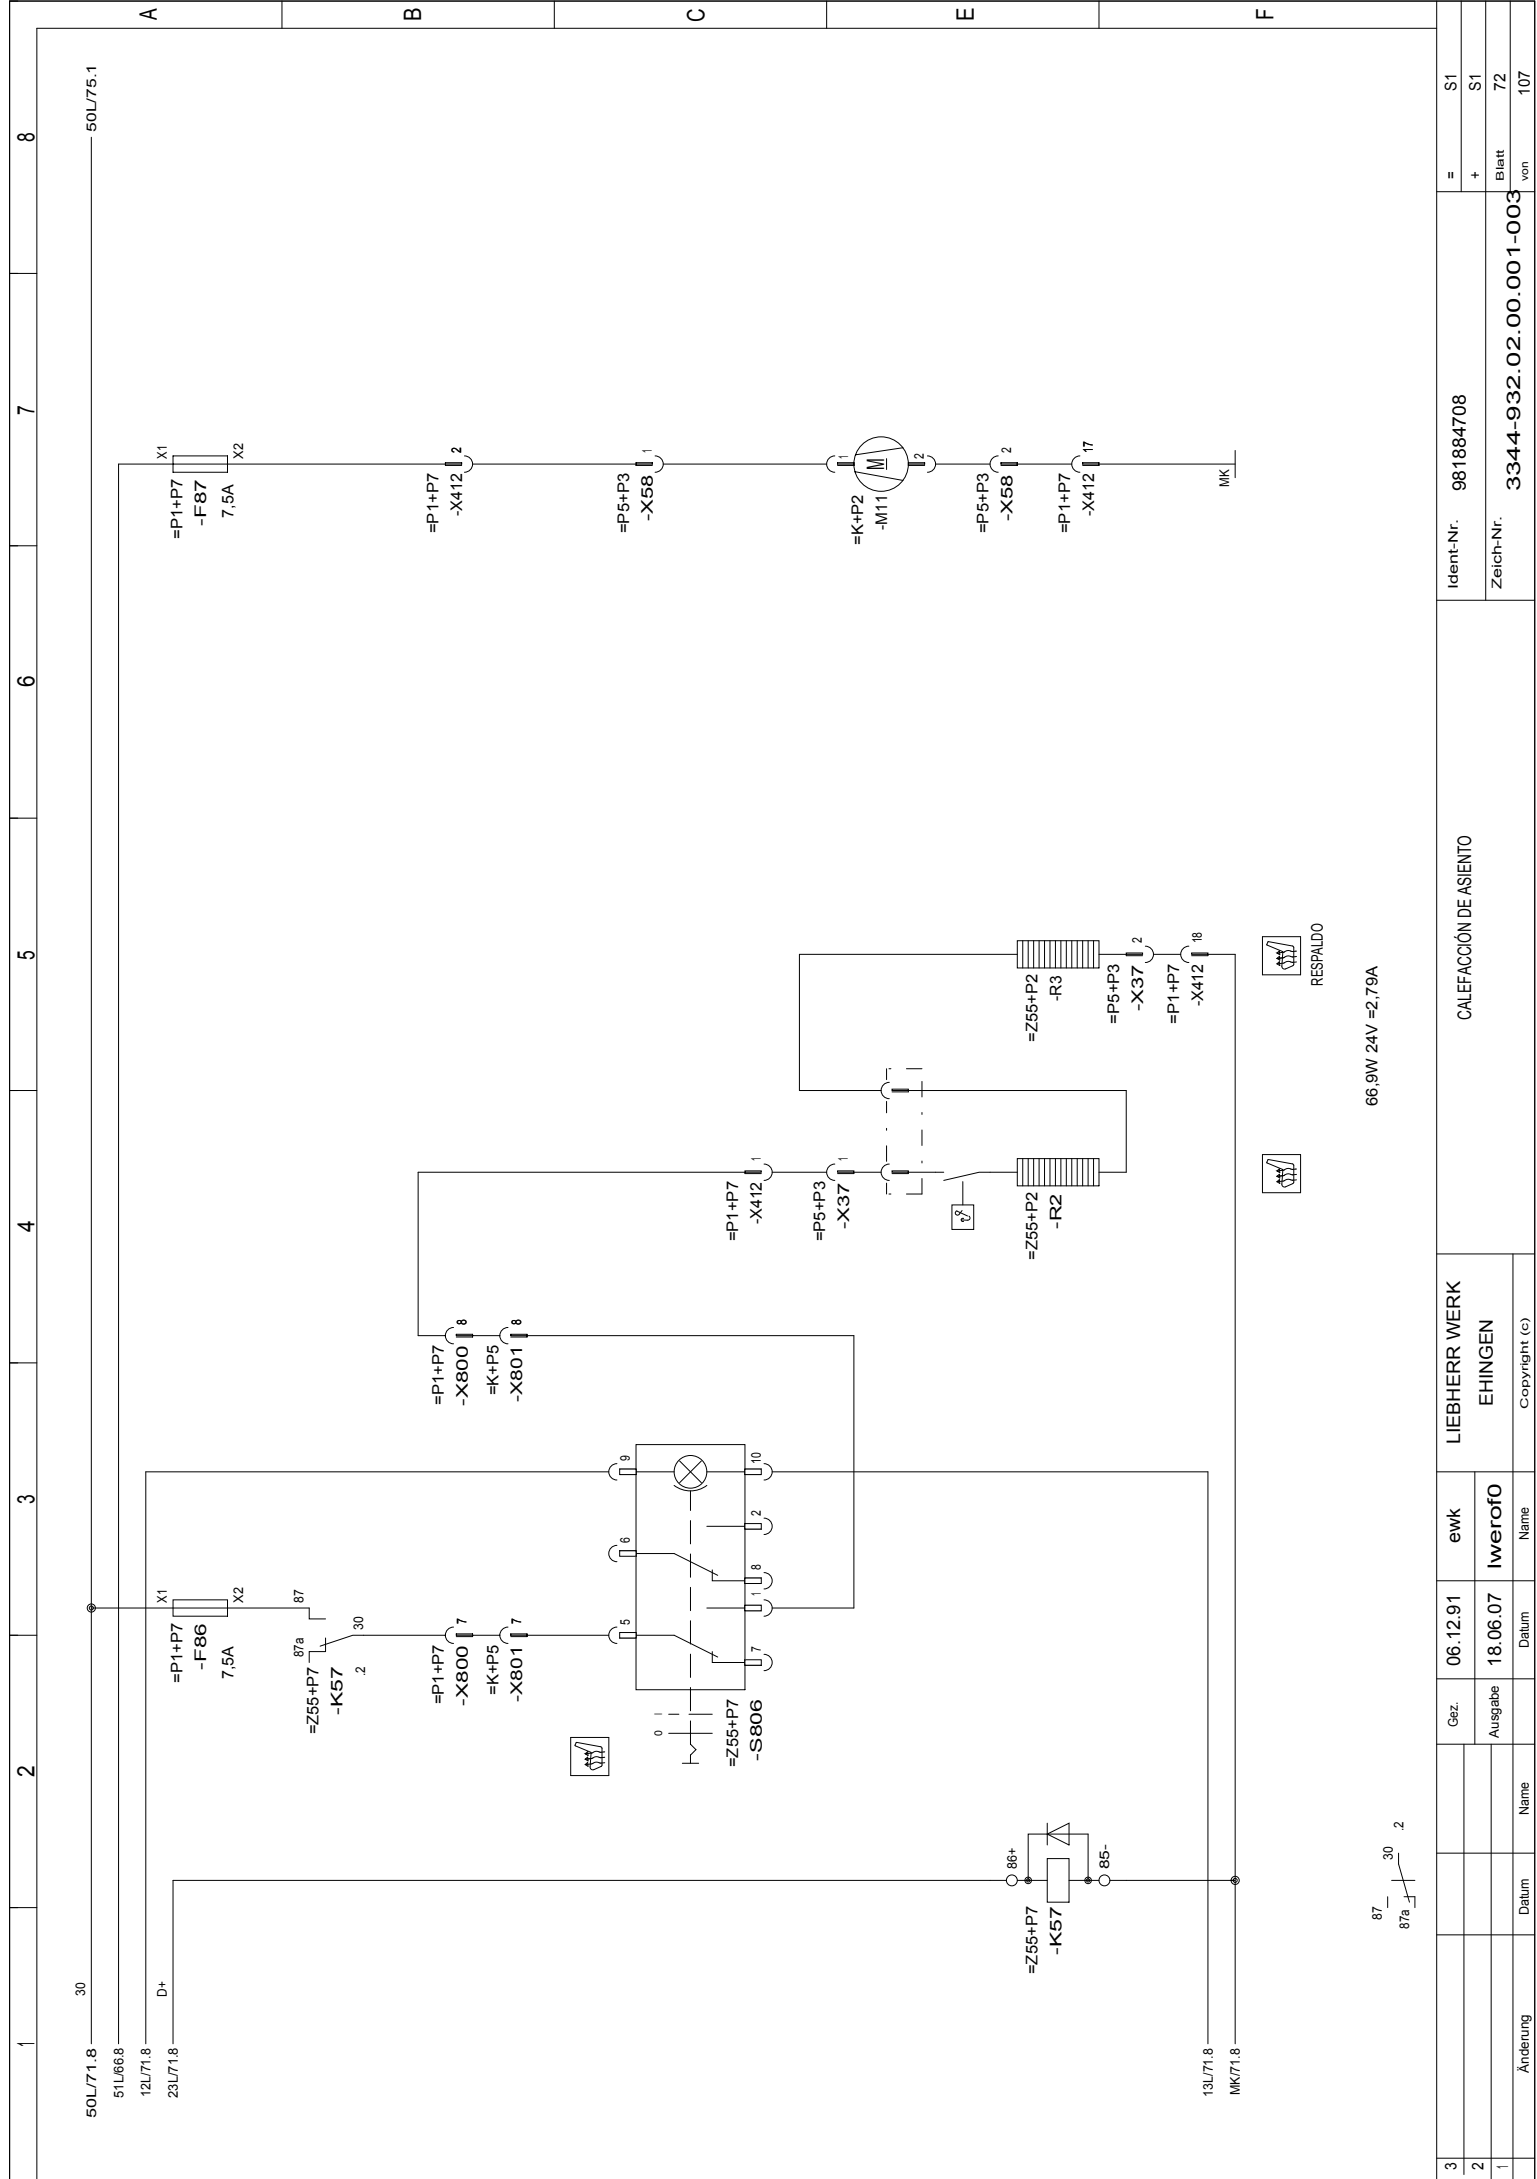 1 2 3 4 5 6 7 8
A
B
C
E
F
50L/71.8
30
50L/75.1
51L/66.8
12L/71.8
D+
23L/71.8
=P1+P7
-F86
7,5A
X1
X2
=Z55+P7
-K57
.2
87a
87
30
=P1+P7
-X800
7
=K+P5
-X801
7
5
6
9
7
1
8
2
10
0
1
=Z55+P7
-S806
=P1+P7
-X800
8
=K+P5
-X801
8
=P1+P7
-X412
1
=P5+P3
-X37
1
=Z55+P2
-R2
=Z55+P2
-R3
=P5+P3
-X37
2
=P1+P7
-X412
18
=P1+P7
-F87
7,5A
X1
X2
=P1+P7
-X412
2
=P5+P3
-X58
1
=K+P2
-M11
1
M
2
=P5+P3
-X58
2
=P1+P7
-X412
17
MK
=Z55+P7
-K57
86+
85-
13L/71.8
MK/71.8
RESPALDO
66,9W 24V =2,79A
87
87a
30
.2
3
2
1
Änderung
Datum
Name
Gez.
06.12.91
ewk
Ausgabe
18.06.07
lwerof0
Datum
Name
LIEBHERR WERK
EHINGEN
Copyright (c)
CALEFACCIÓN DE ASIENTO
Ident-Nr.
981884708
Zeich-Nr.
3344-932.02.00.001-003
=
S1
+
S1
Blatt
72
von
107